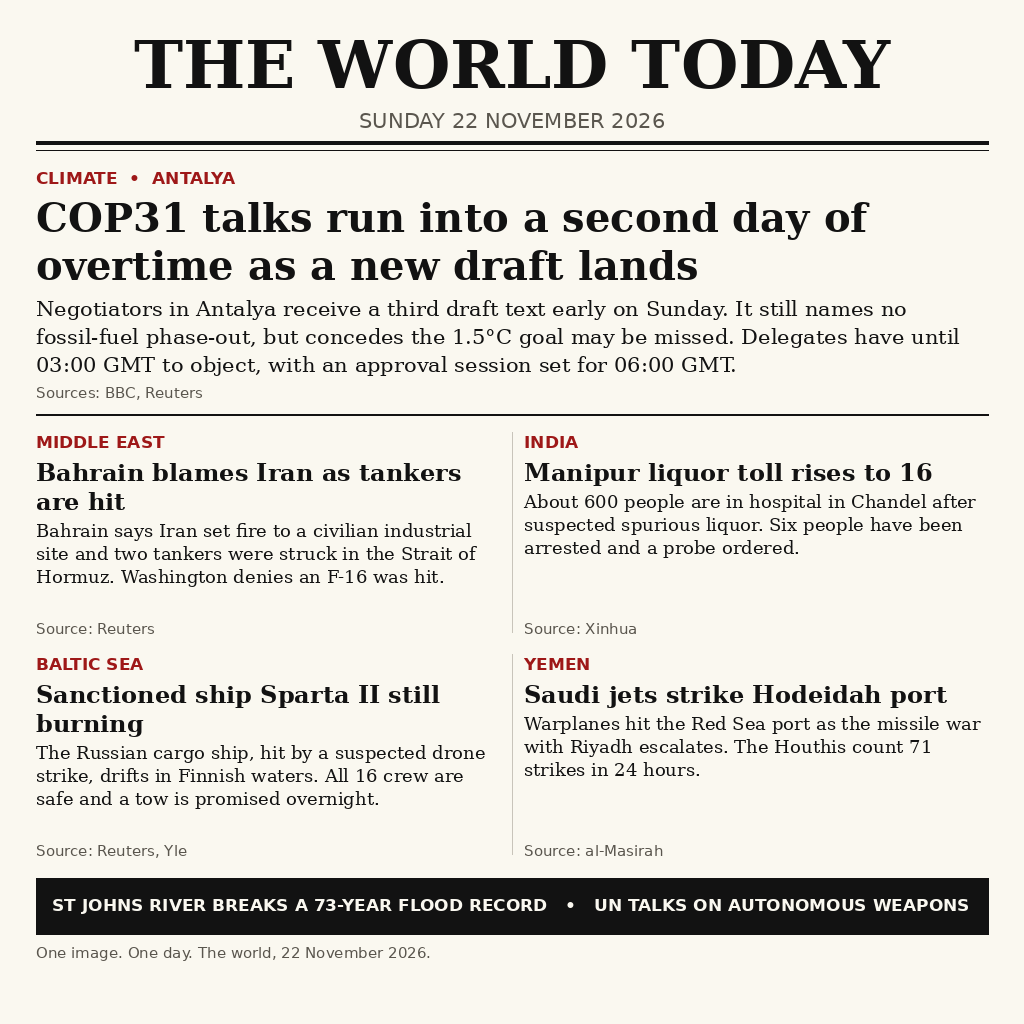 THE WORLD TODAY
SUNDAY 22 NOVEMBER 2026
CLIMATE • ANTALYA
COP31 talks run into a second day of
overtime as a new draft lands
Negotiators in Antalya receive a third draft text early on Sunday. It still names no
fossil-fuel phase-out, but concedes the 1.5°C goal may be missed. Delegates have until
03:00 GMT to object, with an approval session set for 06:00 GMT.
Sources: BBC, Reuters
MIDDLE EAST
Bahrain blames Iran as tankers
are hit
Bahrain says Iran set fire to a civilian industrial
site and two tankers were struck in the Strait of
Hormuz. Washington denies an F-16 was hit.
Source: Reuters
INDIA
Manipur liquor toll rises to 16
About 600 people are in hospital in Chandel after
suspected spurious liquor. Six people have been
arrested and a probe ordered.
Source: Xinhua
BALTIC SEA
Sanctioned ship Sparta II still
burning
The Russian cargo ship, hit by a suspected drone
strike, drifts in Finnish waters. All 16 crew are
safe and a tow is promised overnight.
Source: Reuters, Yle
YEMEN
Saudi jets strike Hodeidah port
Warplanes hit the Red Sea port as the missile war
with Riyadh escalates. The Houthis count 71
strikes in 24 hours.
Source: al-Masirah
ST JOHNS RIVER BREAKS A 73-YEAR FLOOD RECORD • UN TALKS ON AUTONOMOUS WEAPONS
One image. One day. The world, 22 November 2026.